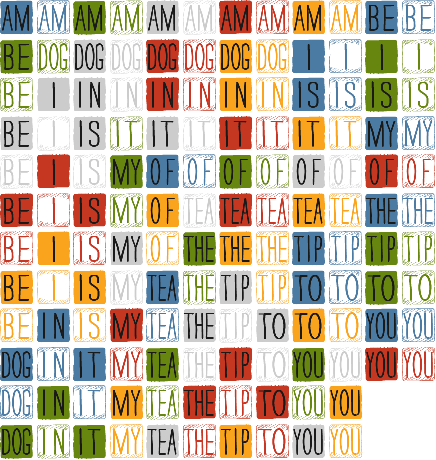 AM AM AM AM AM AM AM AM AM AM BE BE
BE DOG DOG DOG DOG DOG DOG DOG I I I I
BE I IN IN IN IN IN IN IS IS IS IS
BE I IS IT IT IT IT IT IT IT MY MY
BE I IS MY OF OF OF OF OF OF OF OF
BE I IS MY OF TEA TEA TEA TEA TEA THE THE
BE I IS MY OF THE THE THE TIP TIP TIP TIP
BE I IS MY TEA THE TIP TIP TO TO TO TO
BE IN IS MY TEA THE TIP TO TO TO YOU YOU
DOG IN IT MY TEA THE TIP TO YOU YOU YOU YOU
DOG IN IT MY TEA THE TIP TO YOU YOU
DOG IN IT MY TEA THE TIP TO YOU YOU